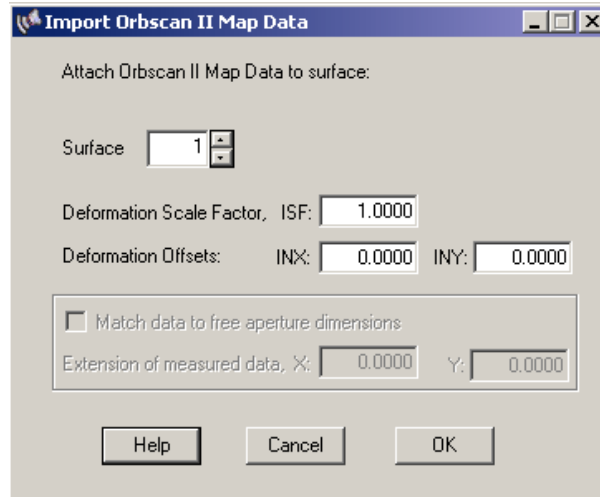 Import Orbscan II Map Data
Attach Orbscan II Map Data to surface:
Surface 1
Deformation Scale Factor, ISF: 1.0000
Deformation Offsets: INX: 0.0000 INY: 0.0000
Match data to free aperture dimensions
Extension of measured data, X: 0.0000 Y: 0.0000
Help Cancel OK